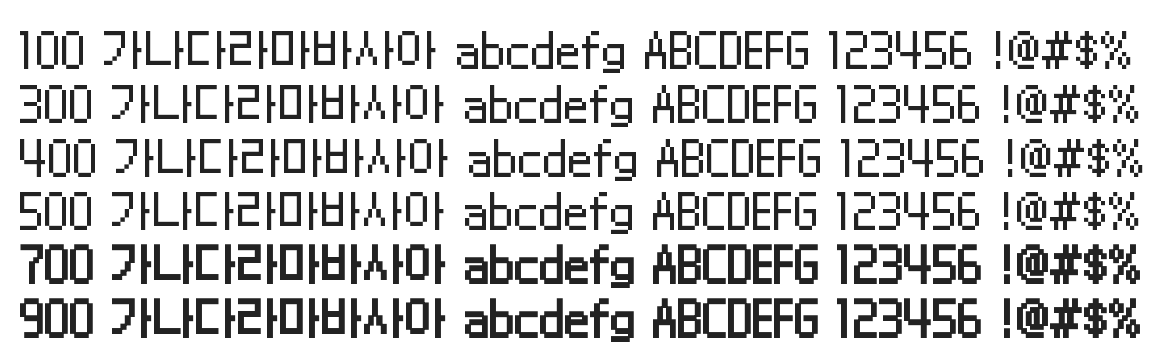 100 가나다라마바사아 abcdefg ABCDEFG 123456 !@#$%
300 가나다라마바사아 abcdefg ABCDEFG 123456 !@#$%
400 가나다라마바사아 abcdefg ABCDEFG 123456 !@#$%
500 가나다라마바사아 abcdefg ABCDEFG 123456 !@#$%
700 가나다라마바사아 abcdefg ABCDEFG 123456 !@#$%
900 가나다라마바사아 abcdefg ABCDEFG 123456 !@#$%